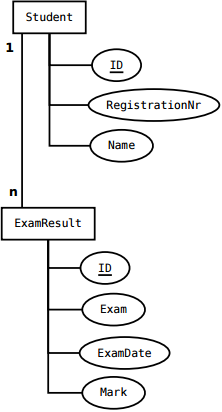 Student
1
ID
RegistrationNr
Name
n
ExamResult
ID
Exam
ExamDate
Mark